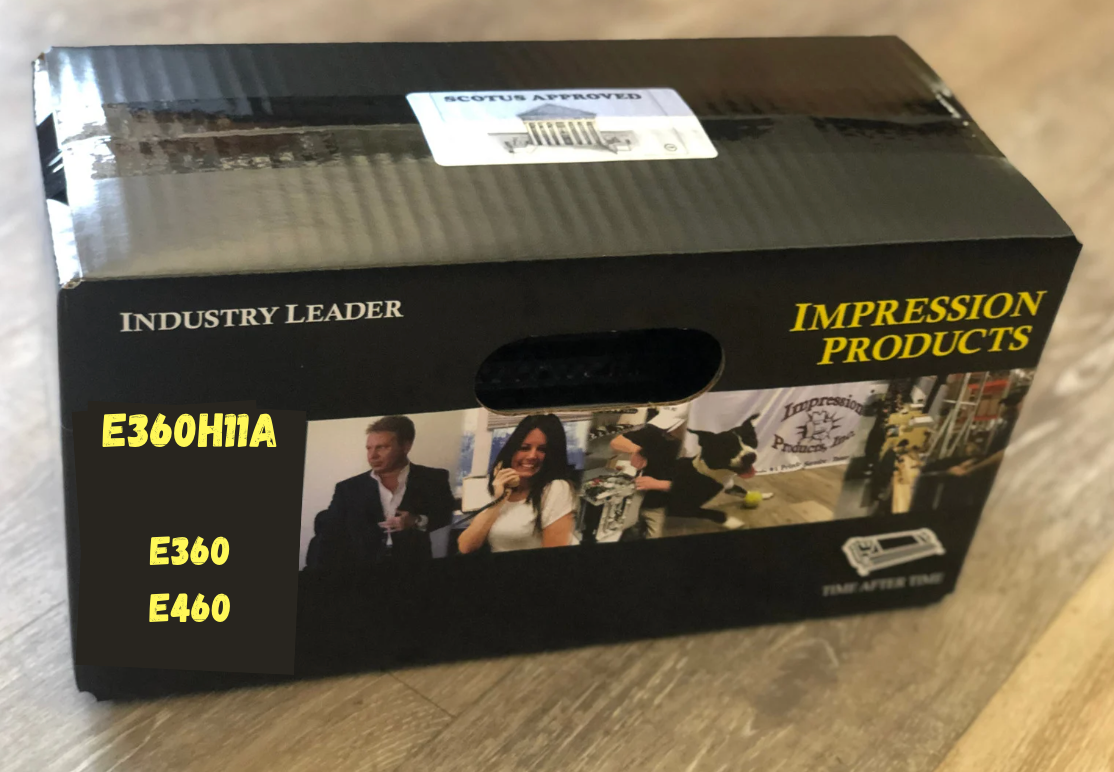 SCOTUS APPROVED
INDUSTRY LEADER
IMPRESSION
PRODUCTS
E360H11A
E360
E460
Impression
Products, Inc.
TIME AFTER TIME